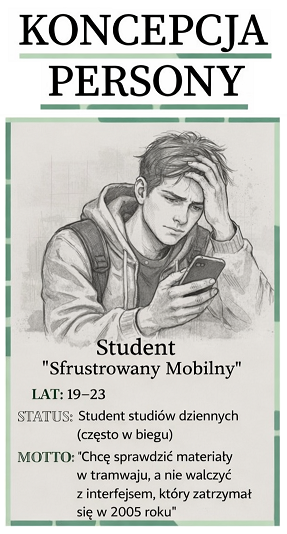 KONCEPCJA
PERSONY
Student
"Sfrustrowany Mobilny"
LAT: 19–23
STATUS: Student studiów dziennych
(często w biegu)
MOTTO: "Chcę sprawdzić materiały
w tramwaju, a nie walczyć
z interfejsem, który zatrzymał
się w 2005 roku"